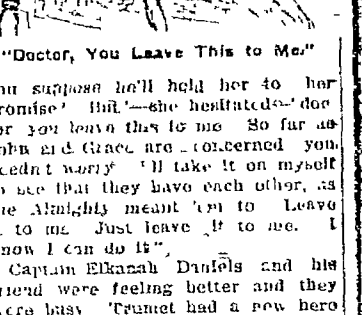 "Doctor, You Leave This to Me."
ou suppose he'll hold her to her
romise? But"—she hesitated—"doc
or you leave this to me So far as
ohn and Grace are concerned you
eedn't worry I'll take it on myself
o see that they have each other, as
he Almighty meant 'em to Leave
it to me. Just leave it to me. I
now I can do it".
Captain Elkanah Daniels and his
riend were feeling better and they
were busy Trumet had a new hero